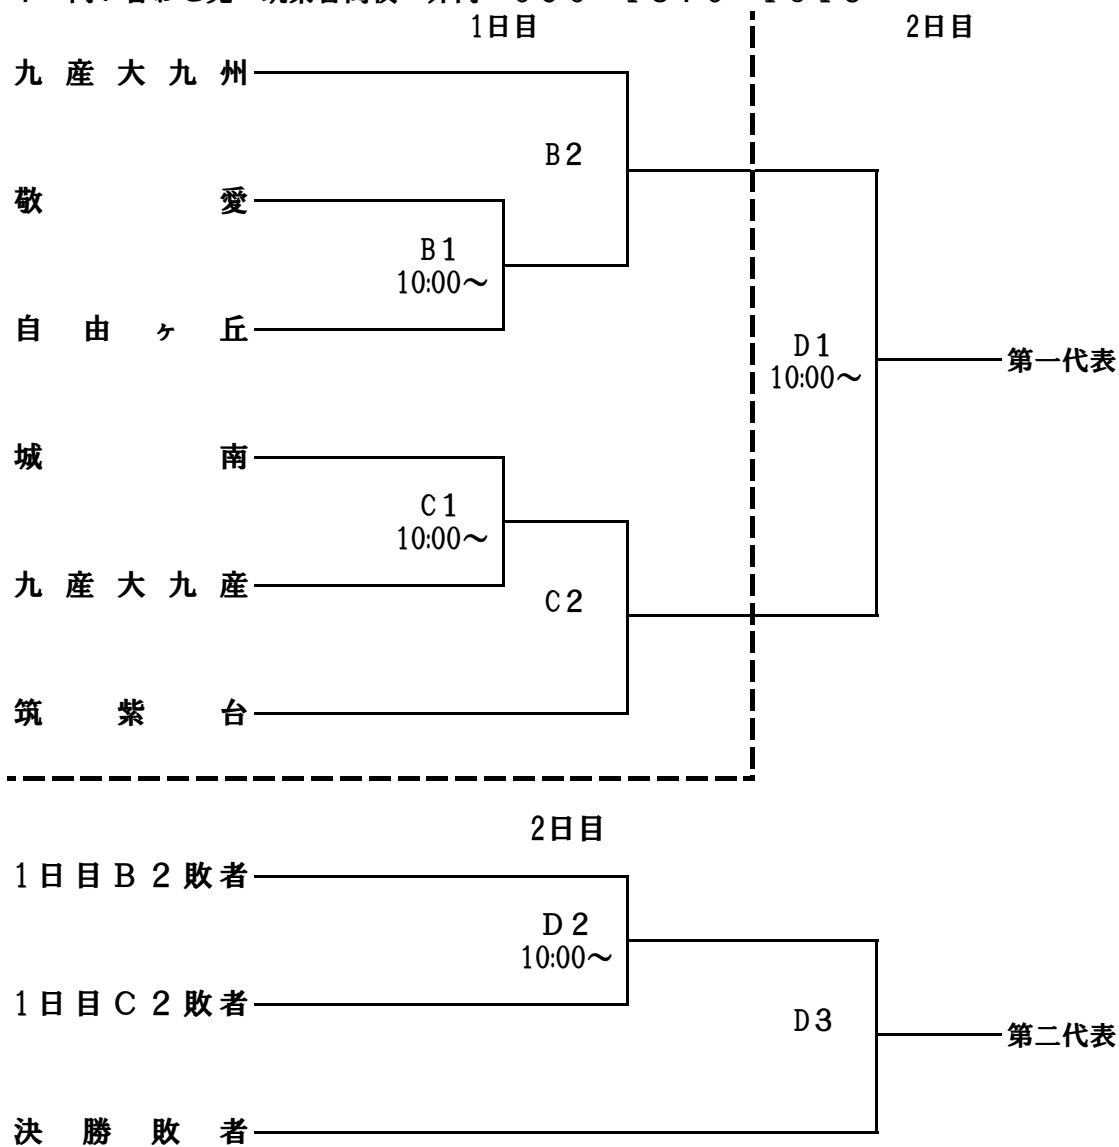 1日目
2日目
九産大九州
B2
敬愛
B1
10:00～
自由ヶ丘
D1
10:00～
第一代表
城南
C1
10:00～
九産大九産
C2
筑紫台
2日目
1日目B2敗者
D2
10:00～
1日目C2敗者
D3
第二代表
決勝敗者